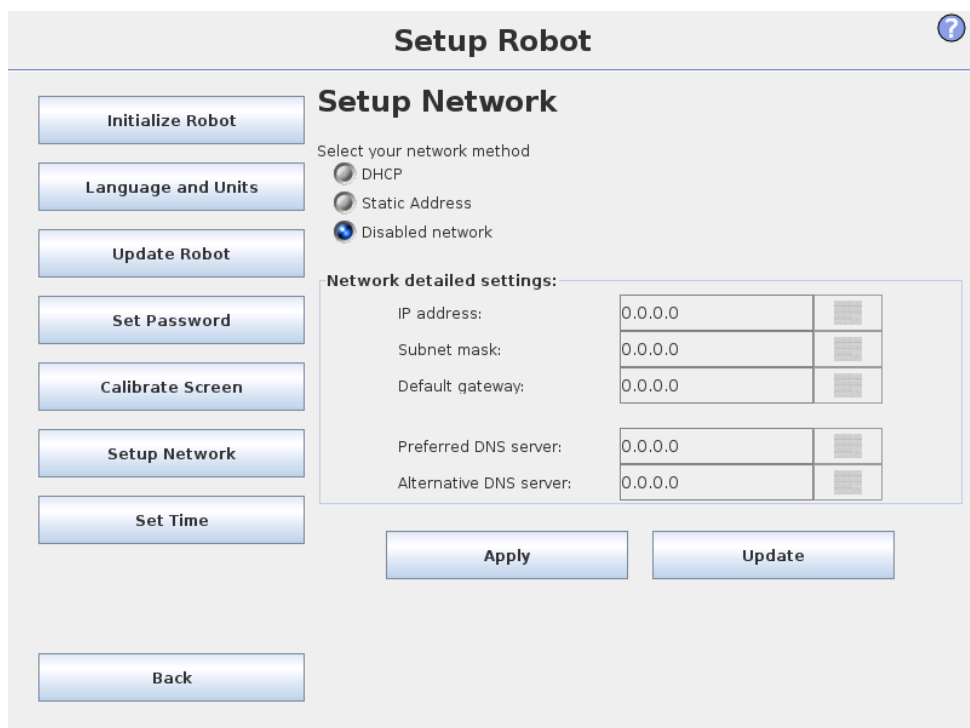 Setup Robot
?
Initialize Robot
Language and Units
Update Robot
Set Password
Calibrate Screen
Setup Network
Set Time
Back
Setup Network
Select your network method
DHCP
Static Address
Disabled network
Network detailed settings:
IP address: 0.0.0.0
Subnet mask: 0.0.0.0
Default gateway: 0.0.0.0
Preferred DNS server: 0.0.0.0
Alternative DNS server: 0.0.0.0
Apply Update